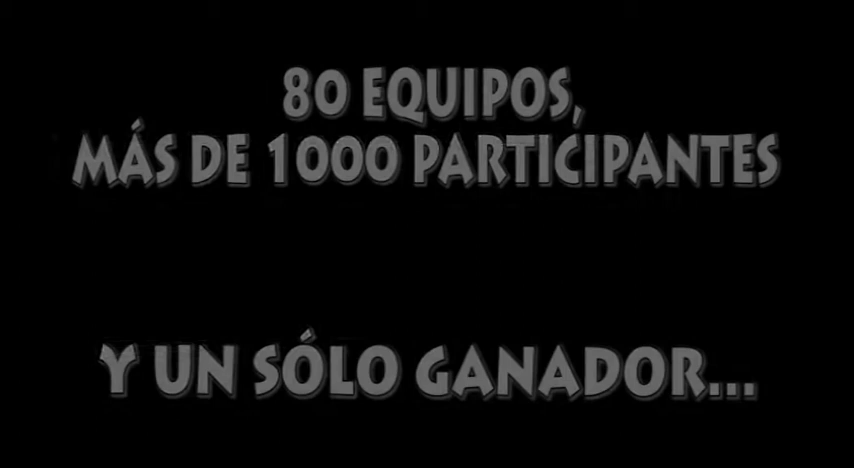 80 EQUIPOS,
MÁS DE 1000 PARTICIPANTES
Y UN SÓLO GANADOR...